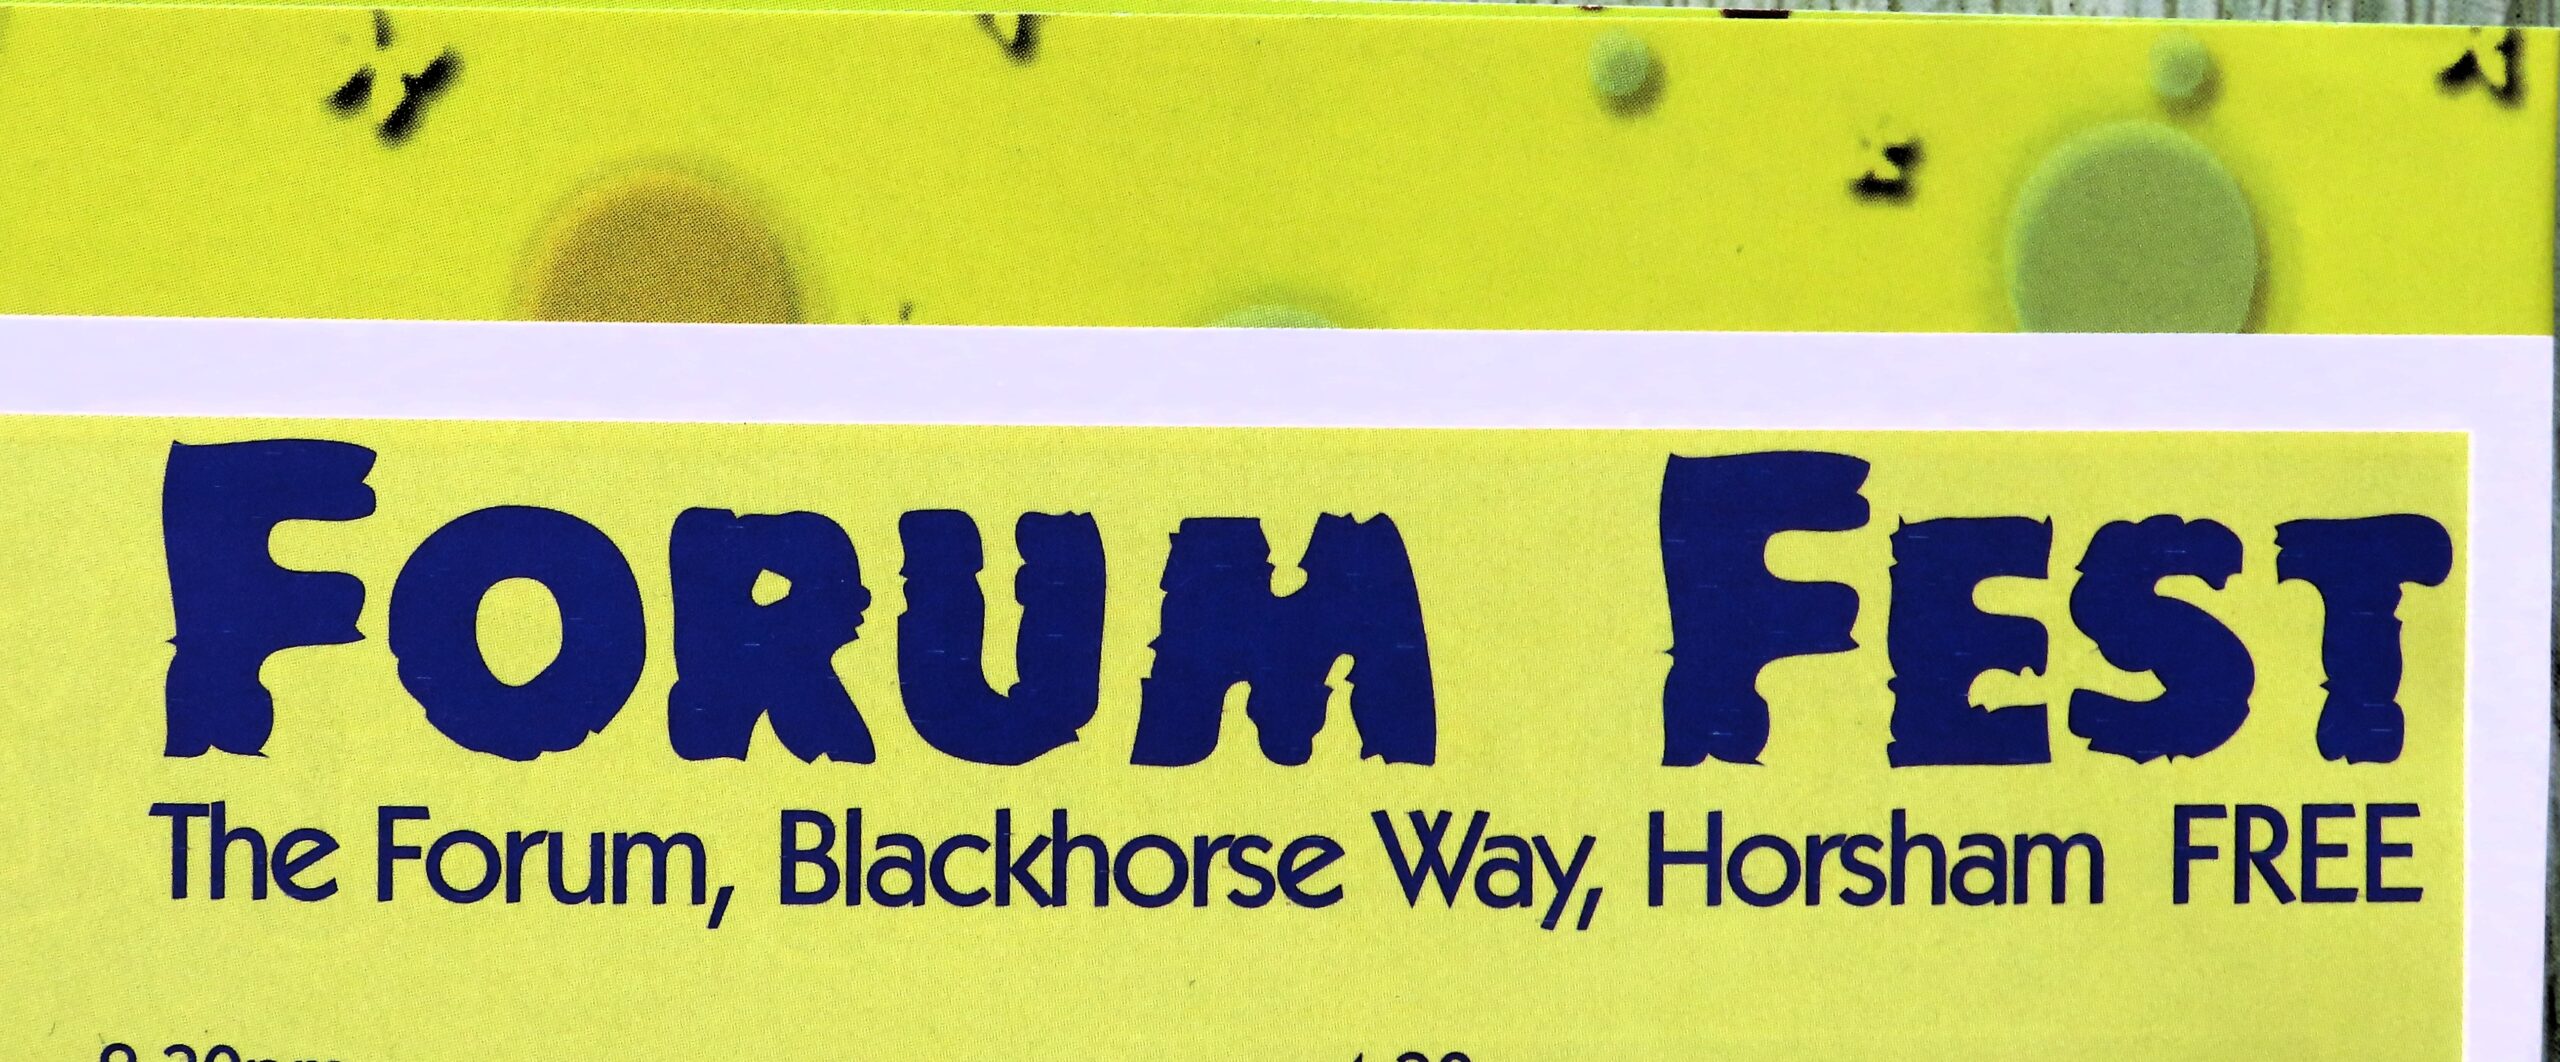 FORUM FEST
The Forum, Blackhorse Way, Horsham FREE